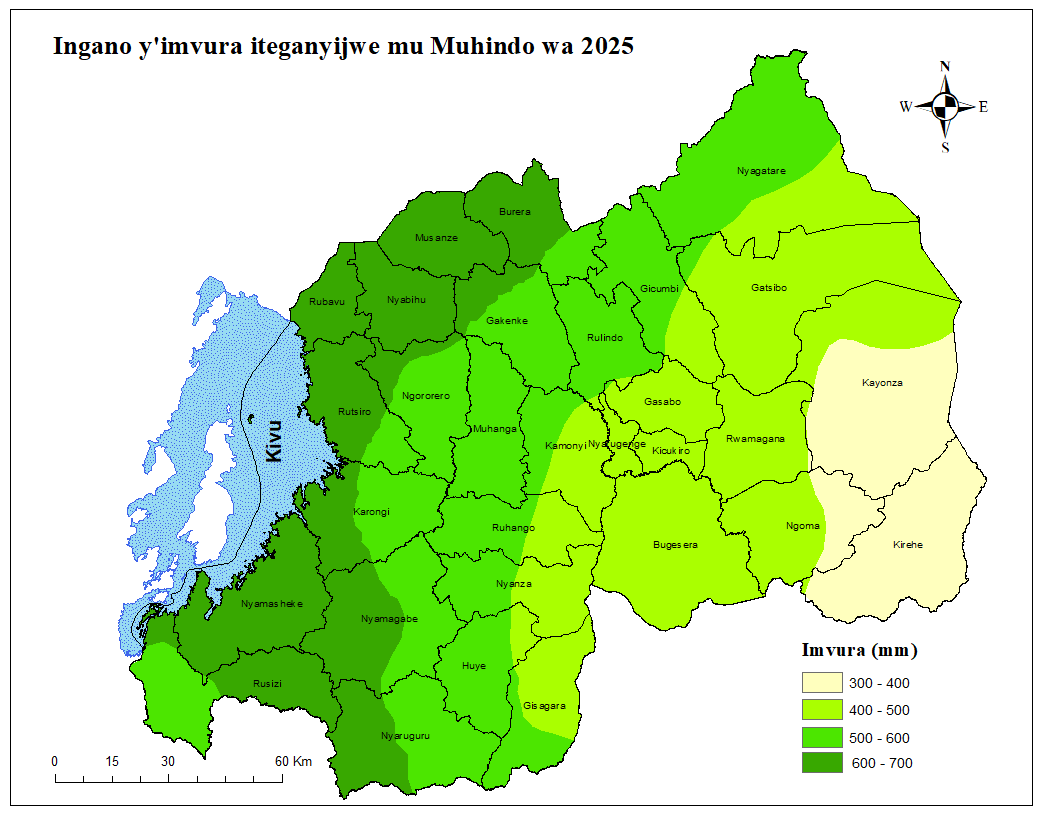 Ingano y'imvura iteganyijwe mu Muhindo wa 2025
N
W E
S
Nyagatare
Burera
Musanze
Gatsibo
Gicumbi
Nyabihu
Rubavu
Gakenke
Rulindo
Kayonza
Ngororero
Gasabo
Rutsiro
Muhanga
Rwamagana
Kamonyi
Nyarugenge
Kicukiro
Kivu
Karongi
Ruhango
Ngoma
Bugesera
Kirehe
Nyanza
Nyamasheke
Nyamagabe
Huye
Rusizi
Gisagara
Nyaruguru
Imvura (mm)
300 - 400
400 - 500
500 - 600
600 - 700
0 15 30 60 Km